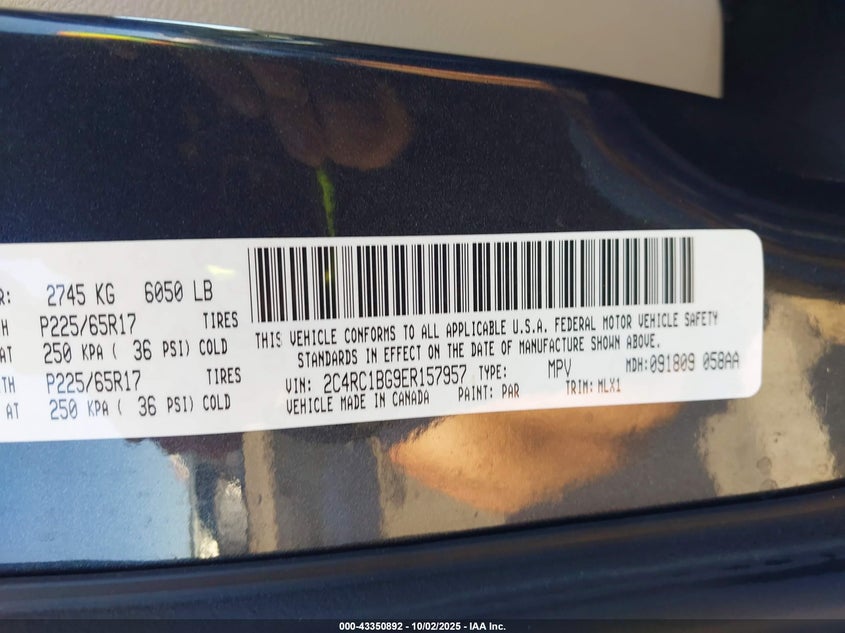 R: 2745 KG 6050 LB
TH P225/65R17 TIRES
AT 250 KPA ( 36 PSI) COLD
TH P225/65R17 TIRES
AT 250 KPA ( 36 PSI) COLD
THIS VEHICLE CONFORMS TO ALL APPLICABLE U.S.A. FEDERAL MOTOR VEHICLE SAFETY
STANDARDS IN EFFECT ON THE DATE OF MANUFACTURE SHOWN ABOVE.
VIN: 2C4RC1BG9ER157957 TYPE: MPV MDH:091809 058AA
VEHICLE MADE IN CANADA PAINT: PAR TRIM: MLX1
000-43350892 - 10/02/2025 - IAA Inc.